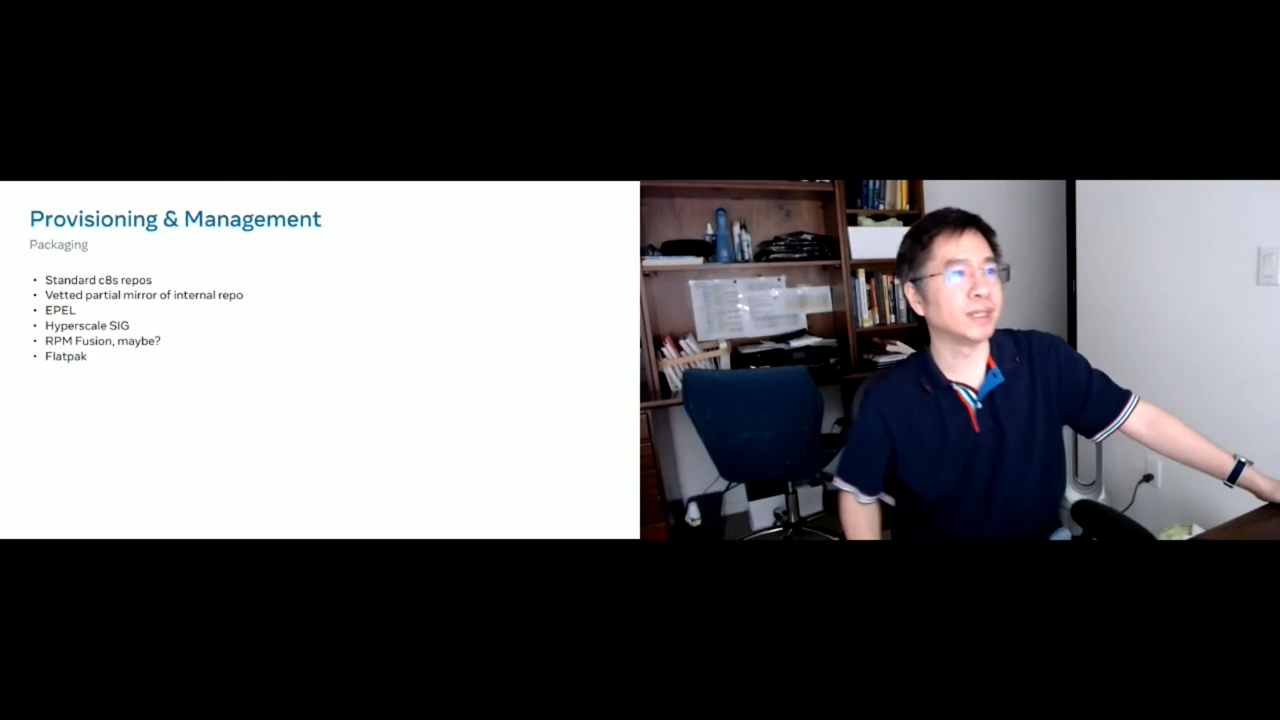 Provisioning & Management
Packaging
• Standard c8s repos
• Vetted partial mirror of internal repo
• EPEL
• Hyperscale SIG
• RPM Fusion, maybe?
• Flatpak